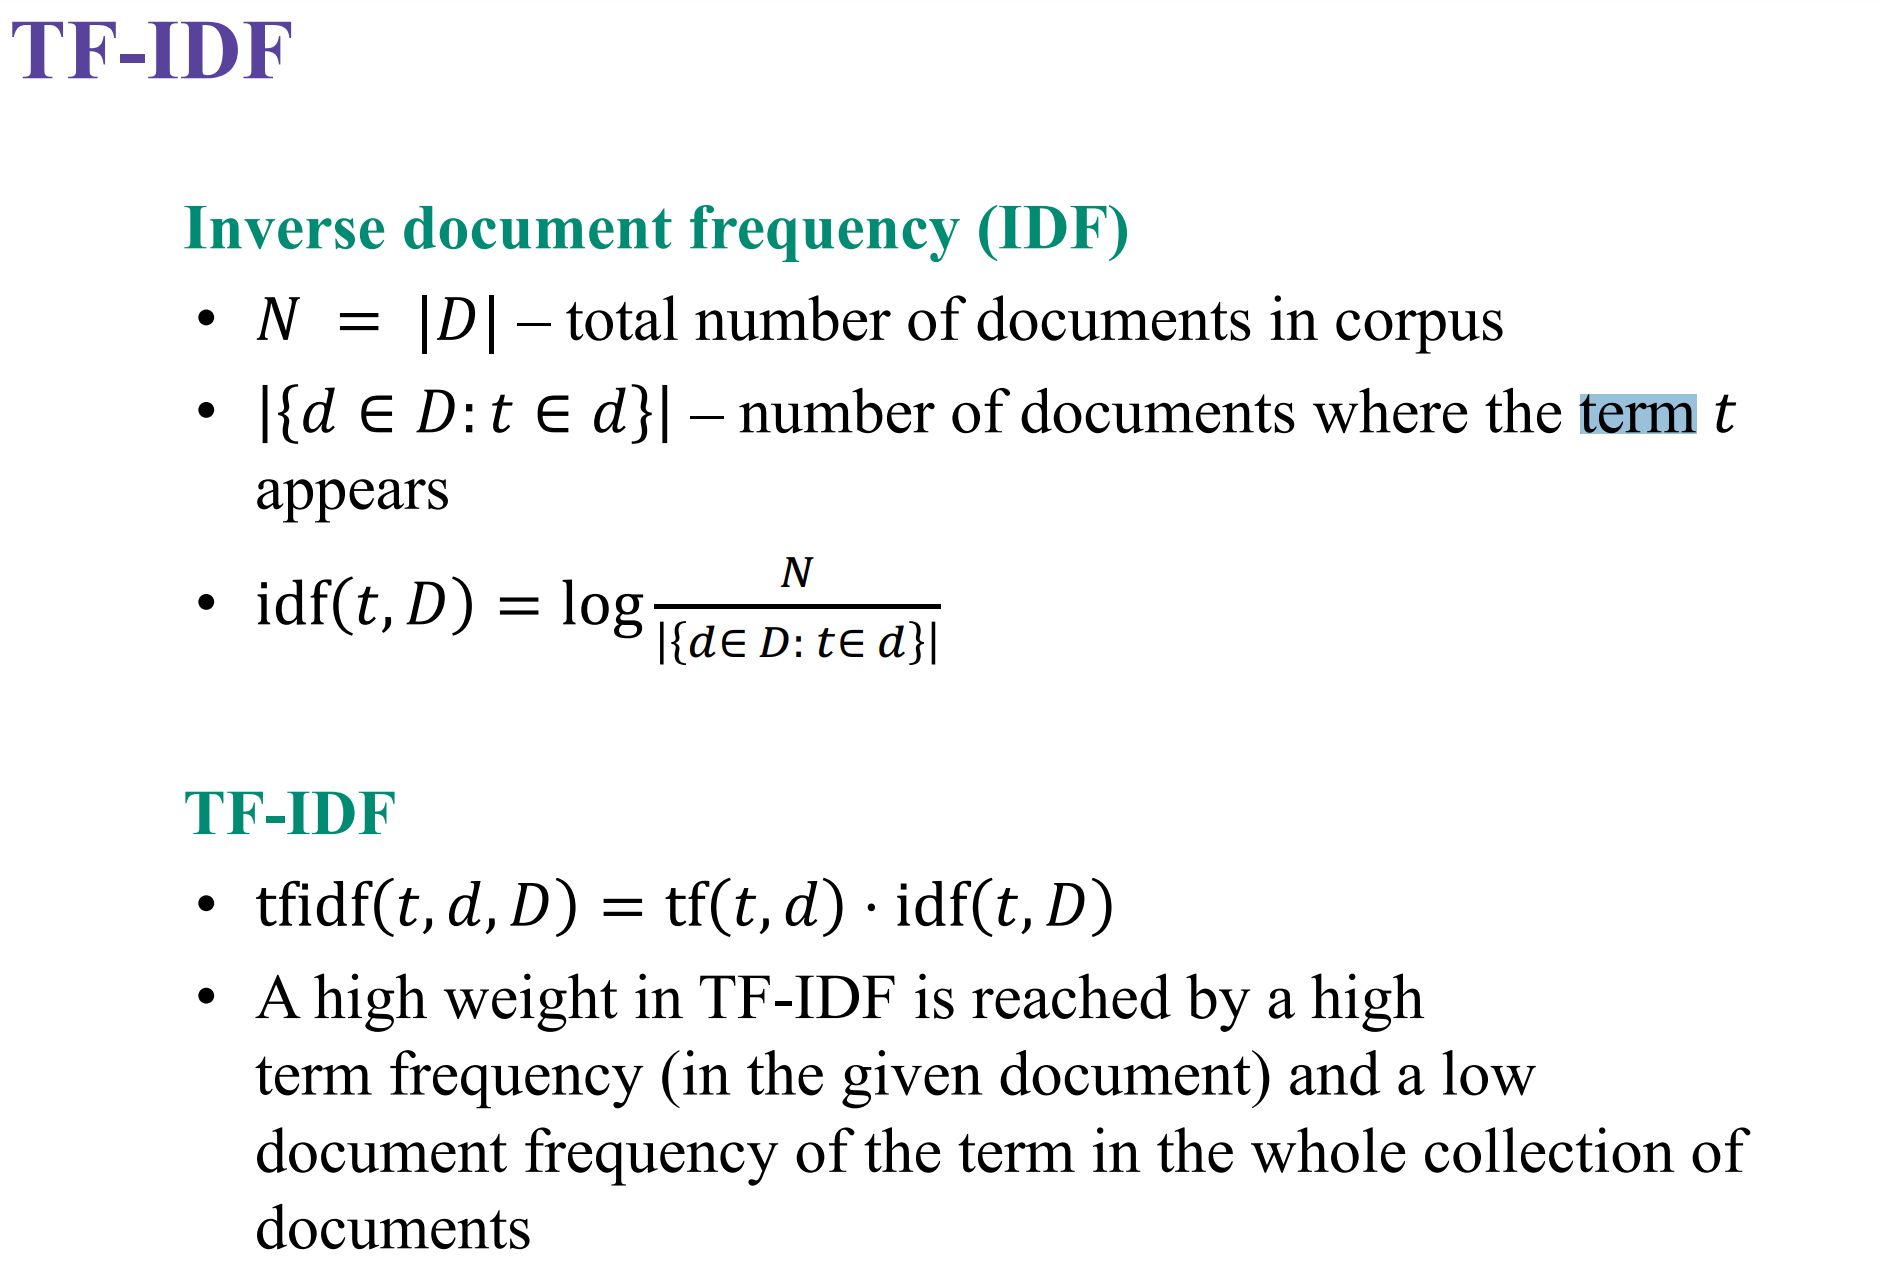 TF-IDF
Inverse document frequency (IDF)
• N = |D| – total number of documents in corpus
• |{d ∈ D: t ∈ d}| – number of documents where the term t
appears
• idf(t, D) = log N / |{d∈ D: t∈ d}|
TF-IDF
• tfidf(t, d, D) = tf(t, d) · idf(t, D)
• A high weight in TF-IDF is reached by a high
term frequency (in the given document) and a low
document frequency of the term in the whole collection of
documents